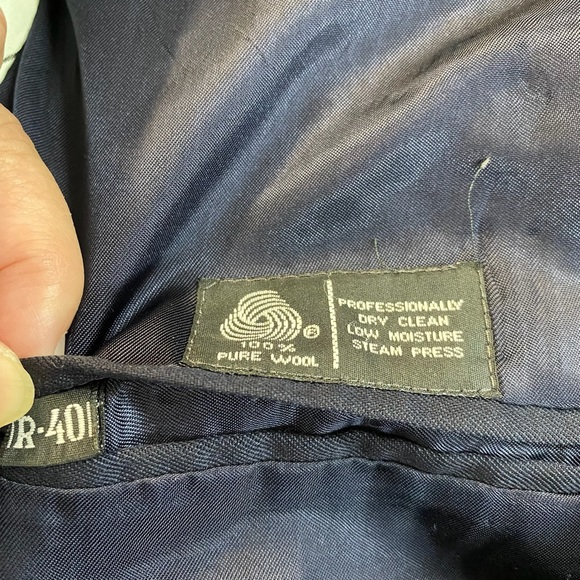 100%
PURE WOOL
®
PROFESSIONALLY
DRY CLEAN
LOW MOISTURE
STEAM PRESS
R-40